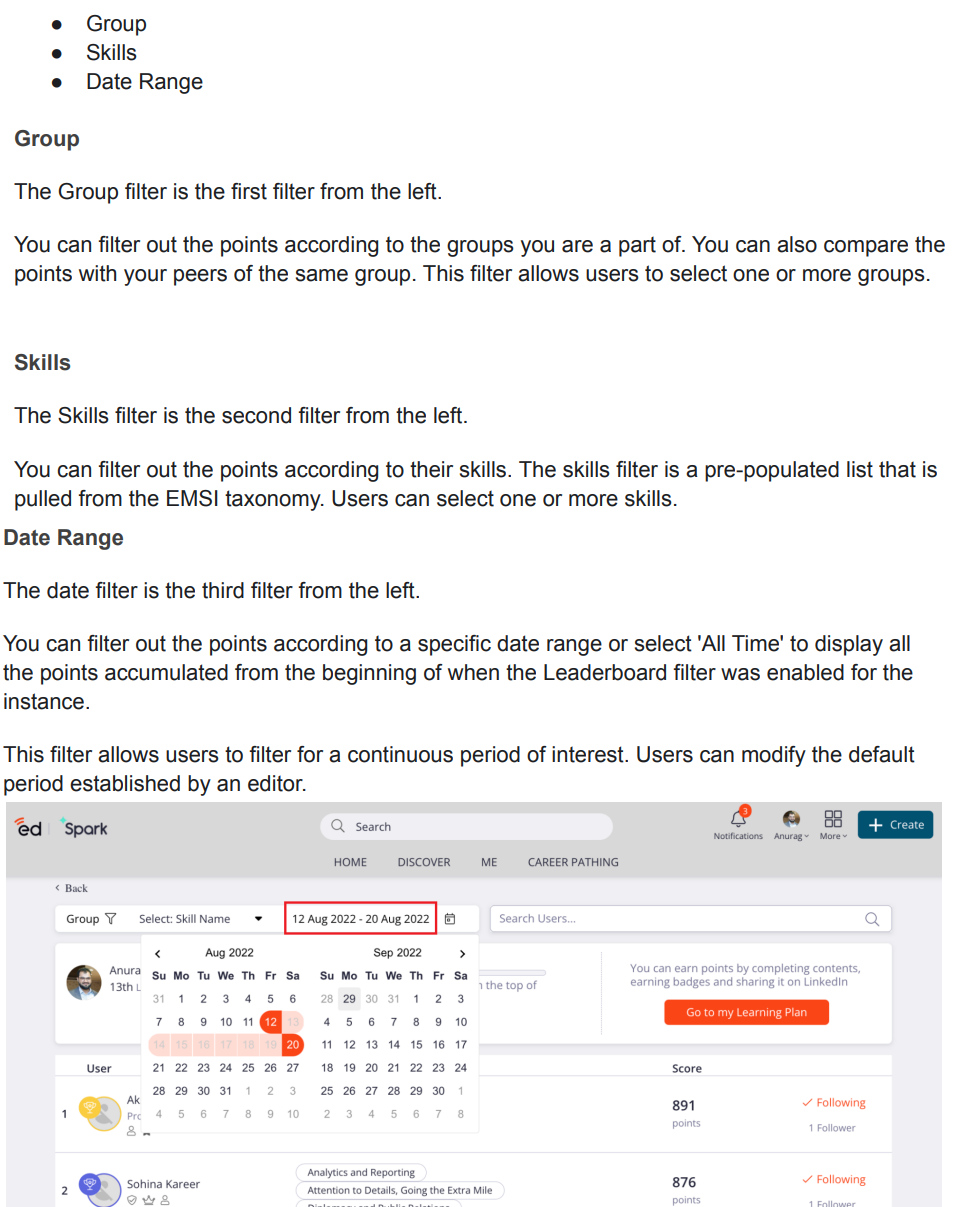 ● Group
● Skills
● Date Range
Group
The Group filter is the first filter from the left.
You can filter out the points according to the groups you are a part of. You can also compare the
points with your peers of the same group. This filter allows users to select one or more groups.
Skills
The Skills filter is the second filter from the left.
You can filter out the points according to their skills. The skills filter is a pre-populated list that is
pulled from the EMSI taxonomy. Users can select one or more skills.
Date Range
The date filter is the third filter from the left.
You can filter out the points according to a specific date range or select 'All Time' to display all
the points accumulated from the beginning of when the Leaderboard filter was enabled for the
instance.
This filter allows users to filter for a continuous period of interest. Users can modify the default
period established by an editor.
ed Spark
Search
3
Notifications Anurag More + Create
HOME DISCOVER ME CAREER PATHING
< Back
Group Select: Skill Name 12 Aug 2022 - 20 Aug 2022 Search Users...
< Aug 2022 Sep 2022 >
Su Mo Tu We Th Fr Sa Su Mo Tu We Th Fr Sa
31 1 2 3 4 5 6 28 29 30 31 1 2 3
7 8 9 10 11 12 13 4 5 6 7 8 9 10
14 15 16 17 18 19 20 11 12 13 14 15 16 17
21 22 23 24 25 26 27 18 19 20 21 22 23 24
28 29 30 31 1 2 3 25 26 27 28 29 30 1
4 5 6 7 8 9 10 2 3 4 5 6 7 8
Anura
13th L
the top of
You can earn points by completing contents,
earning badges and sharing it on LinkedIn
Go to my Learning Plan
User Score
1 Ak
Pro
891
points
Following
1 Follower
2 Sohina Kareer
Analytics and Reporting
Attention to Details, Going the Extra Mile
Diplomacy and Public Relations
876
points
Following
1 Follower